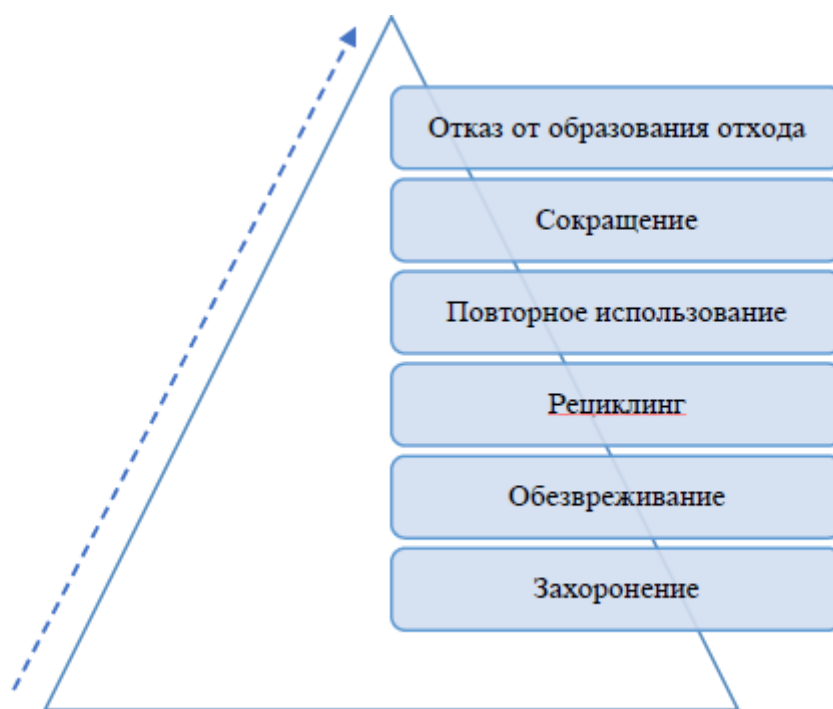 Отказ от образования отхода
Сокращение
Повторное использование
Рециклинг
Обезвреживание
Захоронение